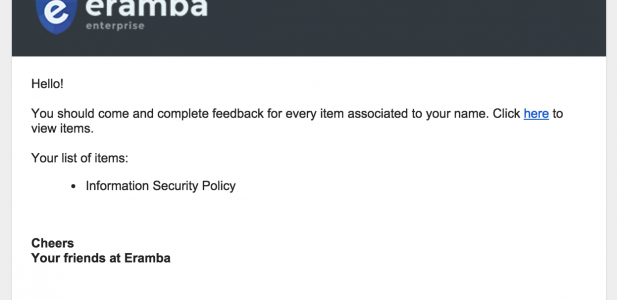 eramba
enterprise
Hello!
You should come and complete feedback for every item associated to your name. Click here to
view items.
Your list of items:
• Information Security Policy
Cheers
Your friends at Eramba